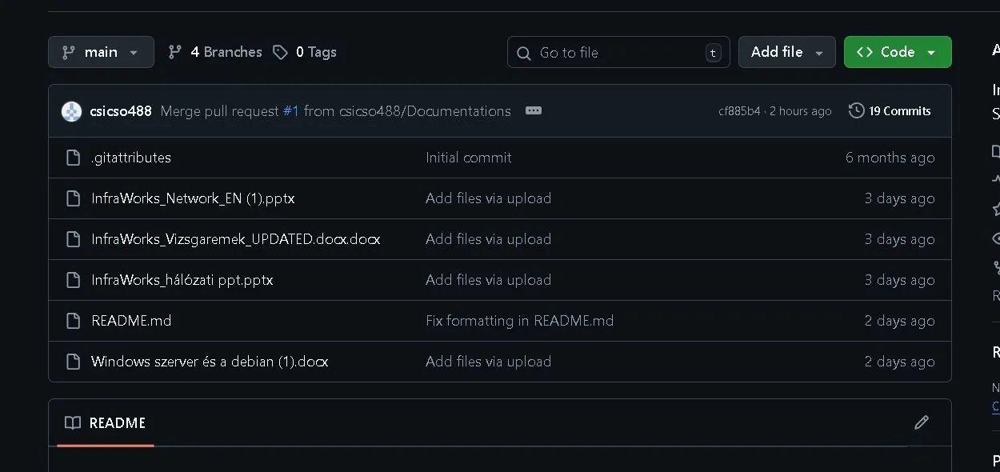 main 4 Branches 0 Tags Go to file t Add file Code
csicso488 Merge pull request #1 from csicso488/Documentations cf885b4 · 2 hours ago 19 Commits
.gitattributes Initial commit 6 months ago
InfraWorks_Network_EN (1).pptx Add files via upload 3 days ago
InfraWorks_Vizsgaremek_UPDATED.docx.docx Add files via upload 3 days ago
InfraWorks_hálózati ppt.pptx Add files via upload 3 days ago
README.md Fix formatting in README.md 2 days ago
Windows szerver és a debian (1).docx Add files via upload 2 days ago
README